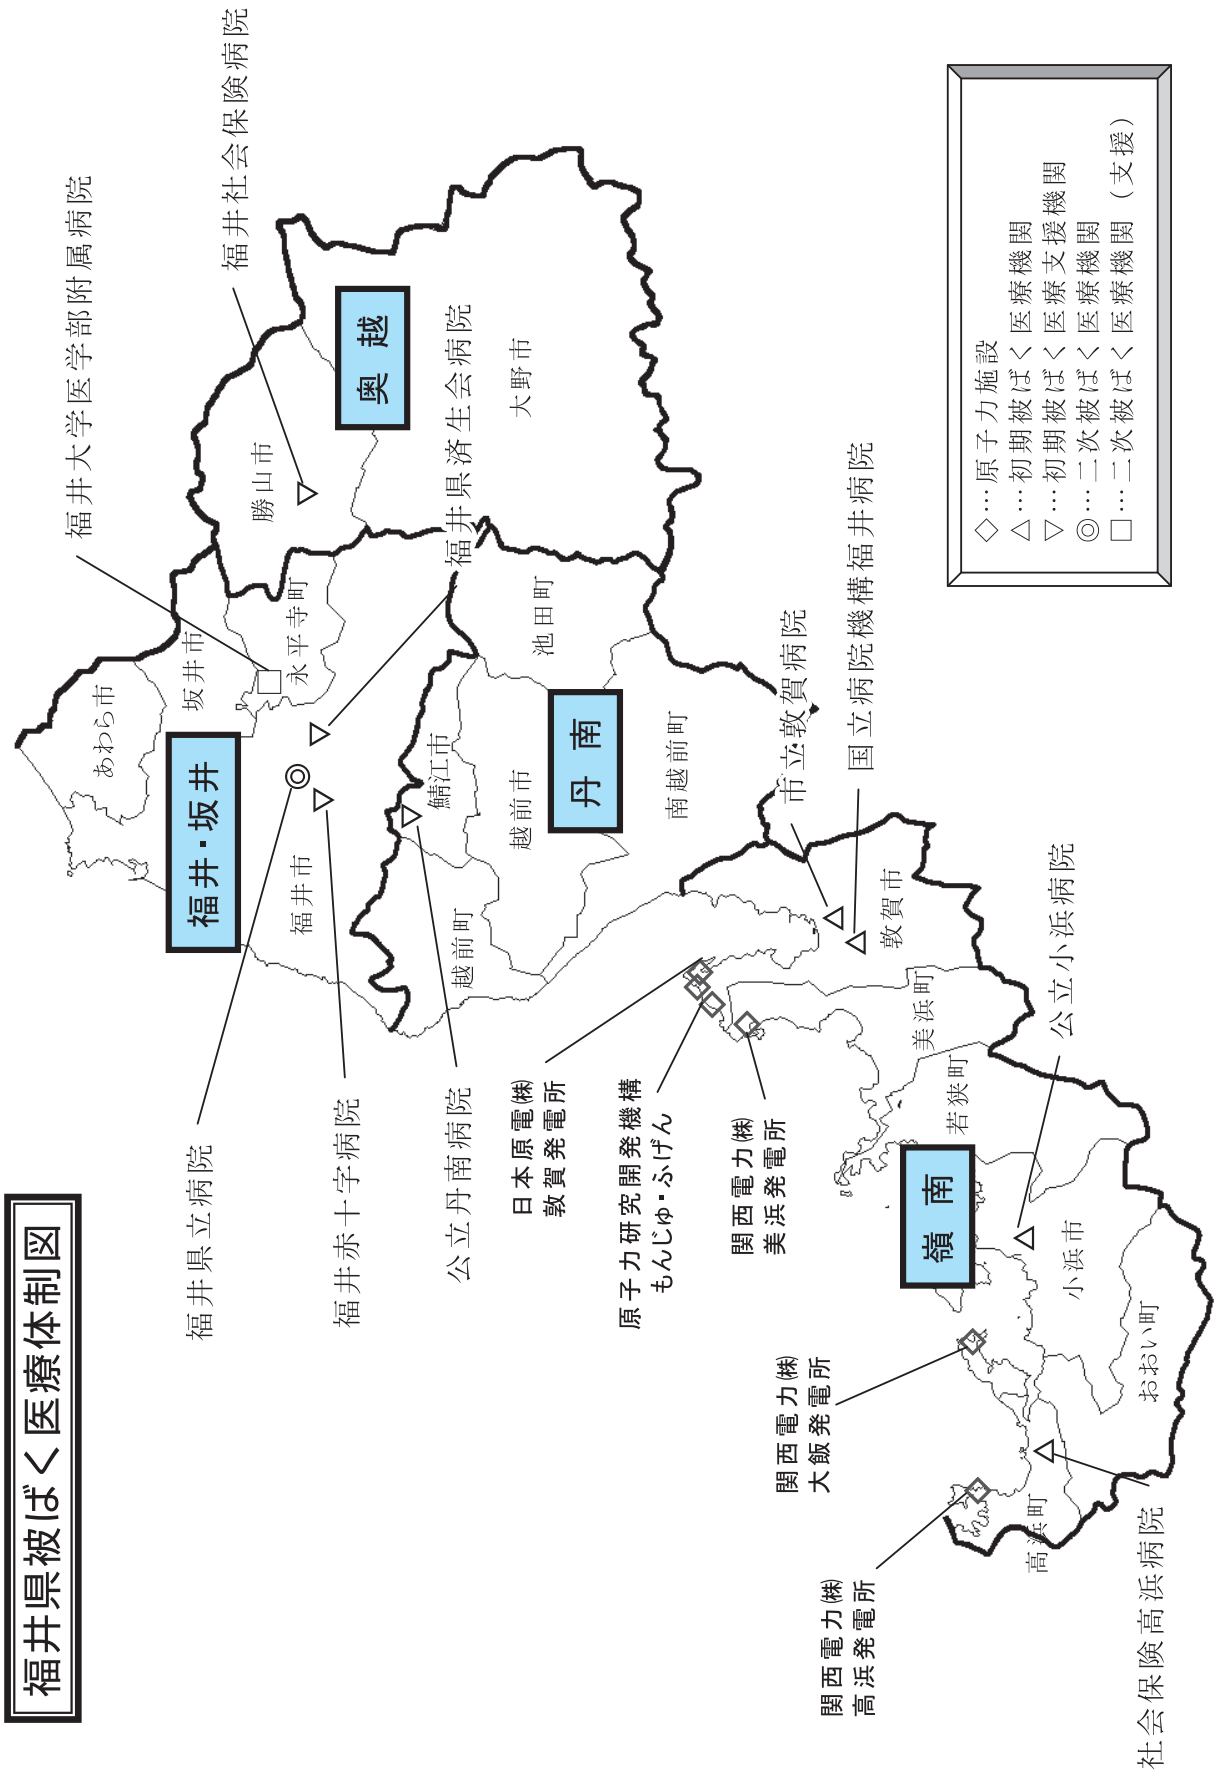 福井県被ばく医療体制図
福井県立病院
福井赤十字病院
公立丹南病院
日本原電㈱
敦賀発電所
原子力研究開発機構
もんじゅ・ふげん
関西電力㈱
美浜発電所
関西電力㈱
大飯発電所
関西電力㈱
高浜発電所
社会保険高浜病院
福井大学医学部附属病院
福井社会保険病院
福井県済生会病院
市立敦賀病院
国立病院機構福井病院
公立小浜病院
福井・坂井
奥越
丹南
嶺南
あわら市
坂井市
永平寺町
勝山市
大野市
福井市
鯖江市
越前町
越前市
池田町
南越前町
敦賀市
美浜町
若狭町
小浜市
おおい町
高浜町
◇…原子力施設
△…初期被ばく医療機関
▽…初期被ばく医療支援機関
◎…二次被ばく医療機関
□…二次被ばく医療機関（支援）